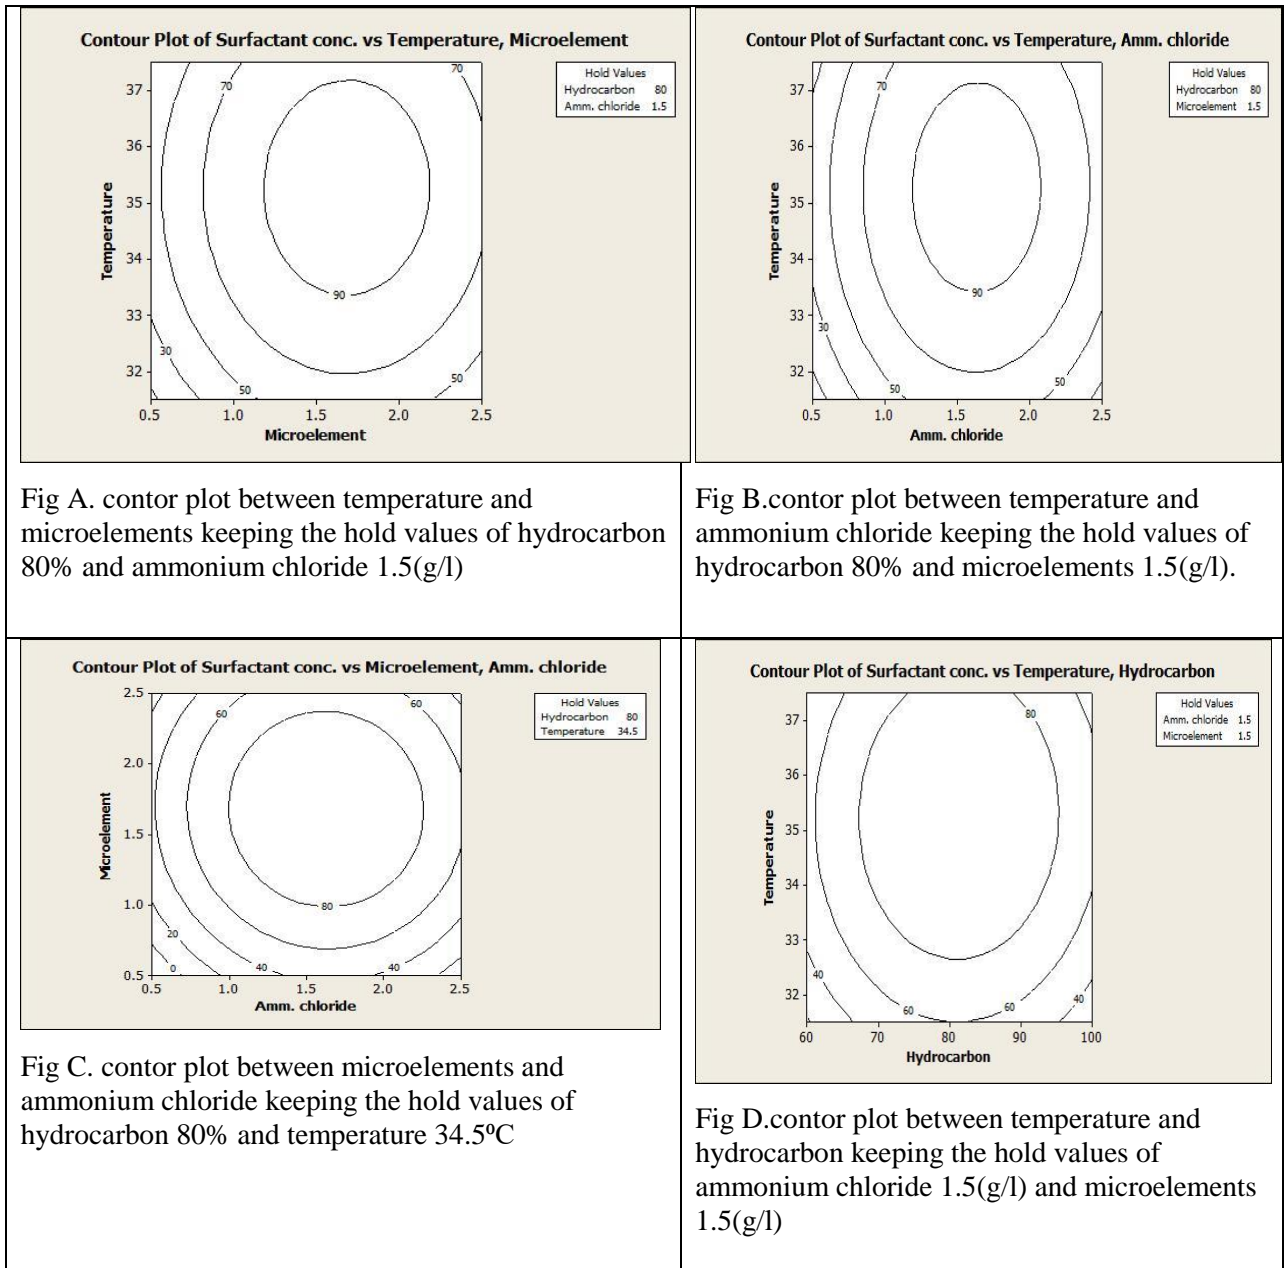 Contour Plot of Surfactant conc. vs Temperature, Microelement
Hold Values
Hydrocarbon 80
Amm. chloride 1.5
70
70
37
36
35
34
33
32
Temperature
90
30
50
50
0.5 1.0 1.5 2.0 2.5
Microelement
Fig A. contor plot between temperature and
microelements keeping the hold values of hydrocarbon
80% and ammonium chloride 1.5(g/l)
Contour Plot of Surfactant conc. vs Temperature, Amm. chloride
Hold Values
Hydrocarbon 80
Microelement 1.5
70
37
36
35
34
33
32
Temperature
90
30
50
50
0.5 1.0 1.5 2.0 2.5
Amm. chloride
Fig B.contor plot between temperature and
ammonium chloride keeping the hold values of
hydrocarbon 80% and microelements 1.5(g/l).
Contour Plot of Surfactant conc. vs Microelement, Amm. chloride
Hold Values
Hydrocarbon 80
Temperature 34.5
2.5
2.0
1.5
1.0
0.5
Microelement
60
60
80
20
0
40
40
0.5 1.0 1.5 2.0 2.5
Amm. chloride
Fig C. contor plot between microelements and
ammonium chloride keeping the hold values of
hydrocarbon 80% and temperature 34.5ºC
Contour Plot of Surfactant conc. vs Temperature, Hydrocarbon
Hold Values
Amm. chloride 1.5
Microelement 1.5
37
36
35
34
33
32
Temperature
80
40
60
60
40
60 70 80 90 100
Hydrocarbon
Fig D.contor plot between temperature and
hydrocarbon keeping the hold values of
ammonium chloride 1.5(g/l) and microelements
1.5(g/l)